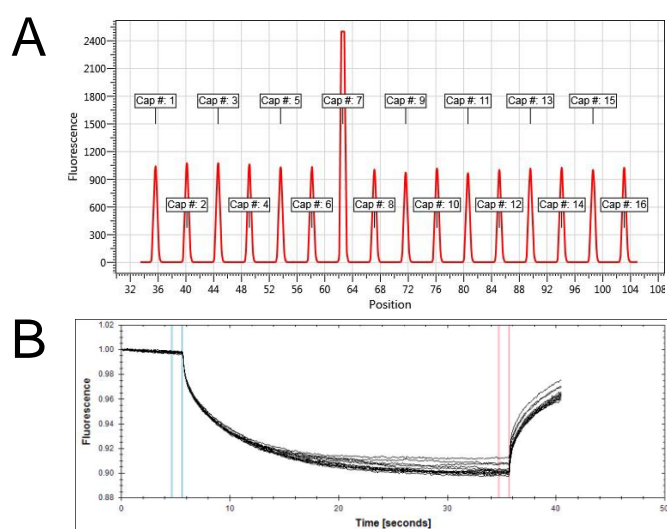 A
Fluorescence
2400
2100
1800
1500
1200
900
600
300
0
Cap #: 1
Cap #: 3
Cap #: 5
Cap #: 7
Cap #: 9
Cap #: 11
Cap #: 13
Cap #: 15
Cap #: 2
Cap #: 4
Cap #: 6
Cap #: 8
Cap #: 10
Cap #: 12
Cap #: 14
Cap #: 16
32 36 40 44 48 52 56 60 64 68 72 76 80 84 88 92 96 100 104 108
Position
B
Fluorescence
1.02
1.00
0.98
0.96
0.94
0.92
0.90
0.88
0 10 20 30 40 50
Time [seconds]